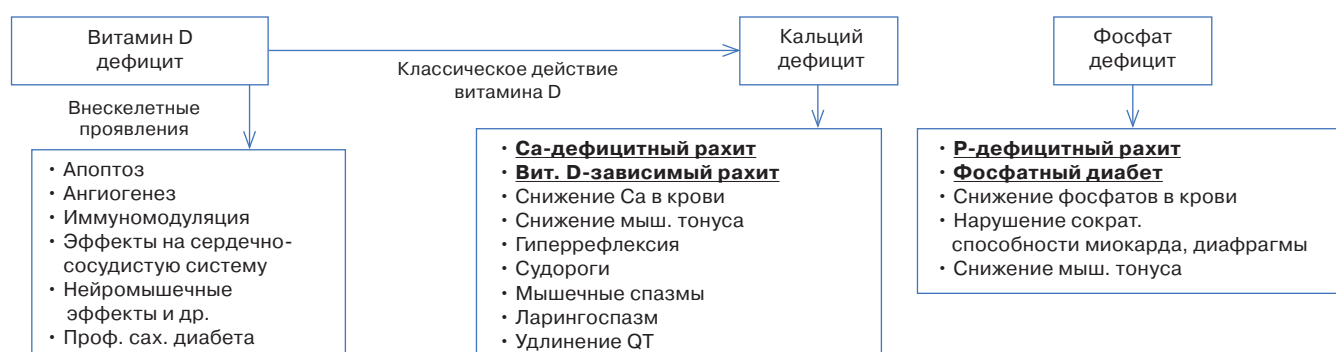 Витамин D
дефицит
Классическое действие
витамина D
Кальций
дефицит
Фосфат
дефицит
Внескелетные
проявления
• Апоптоз
• Ангиогенез
• Иммуномодуляция
• Эффекты на сердечно-
сосудистую систему
• Нейромышечные
эффекты и др.
• Проф. сах. диабета
• Са-дефицитный рахит
• Вит. D-зависимый рахит
• Снижение Са в крови
• Снижение мыш. тонуса
• Гиперрефлексия
• Судороги
• Мышечные спазмы
• Ларингоспазм
• Удлинение QT
• Р-дефицитный рахит
• Фосфатный диабет
• Снижение фосфатов в крови
• Нарушение сократ.
способности миокарда, диафрагмы
• Снижение мыш. тонуса